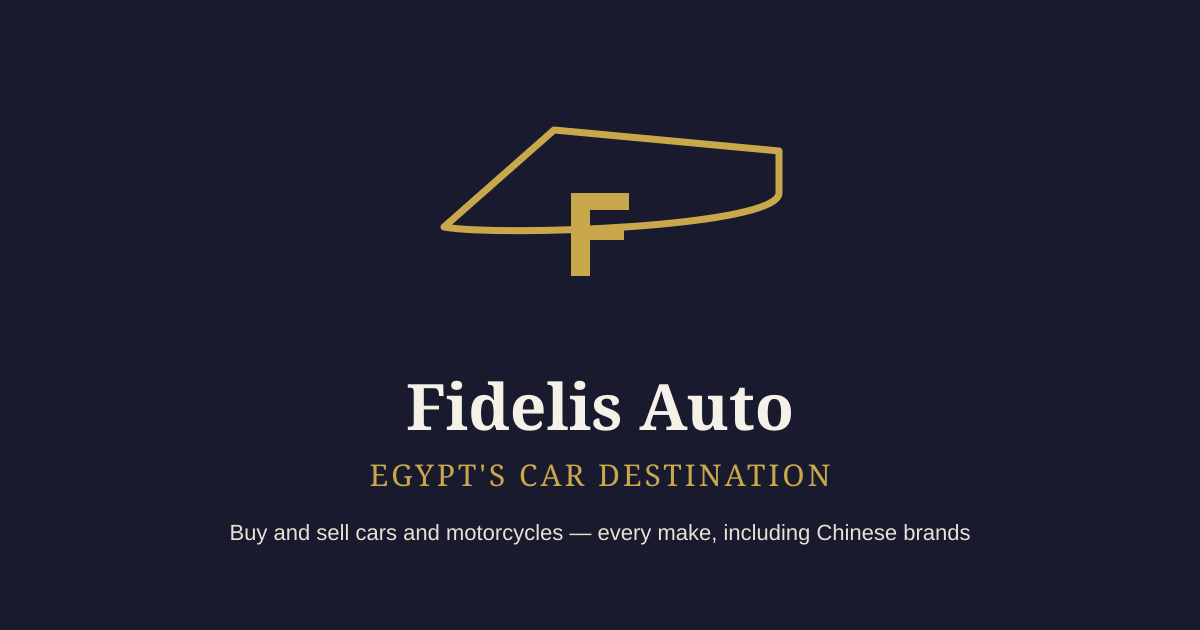 F
Fidelis Auto
EGYPT'S CAR DESTINATION
Buy and sell cars and motorcycles — every make, including Chinese brands